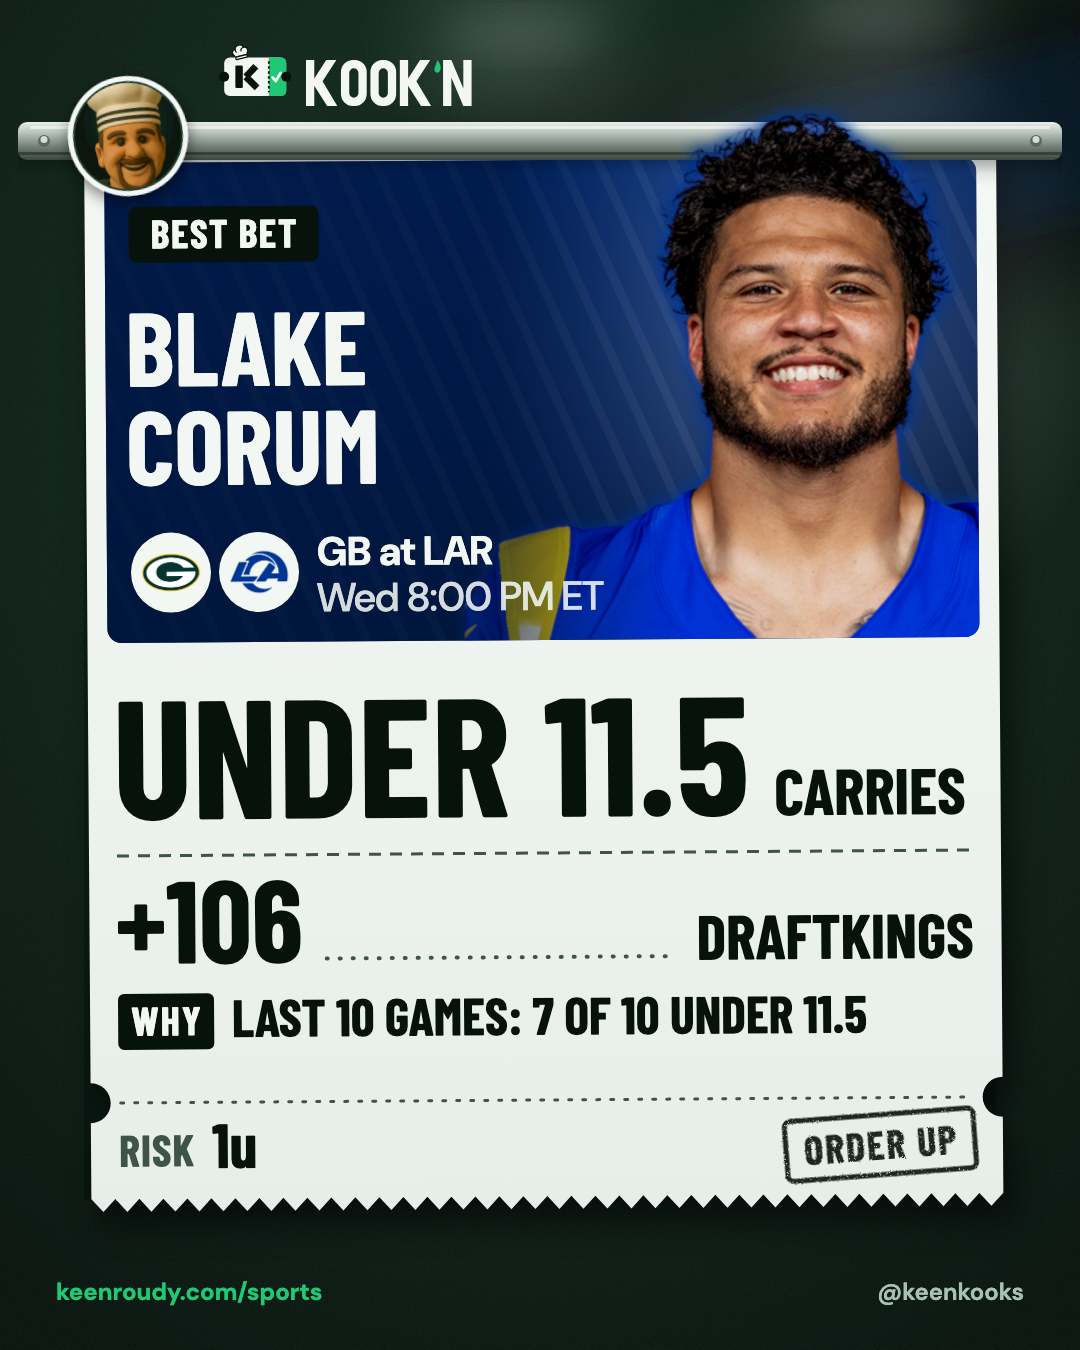 K KOOK'N
BEST BET
BLAKE
CORUM
G LA GB at LAR
Wed 8:00 PM ET
UNDER 11.5 CARRIES
+106 DRAFTKINGS
WHY LAST 10 GAMES: 7 OF 10 UNDER 11.5
RISK 1u ORDER UP
keenroudy.com/sports @keenkooks